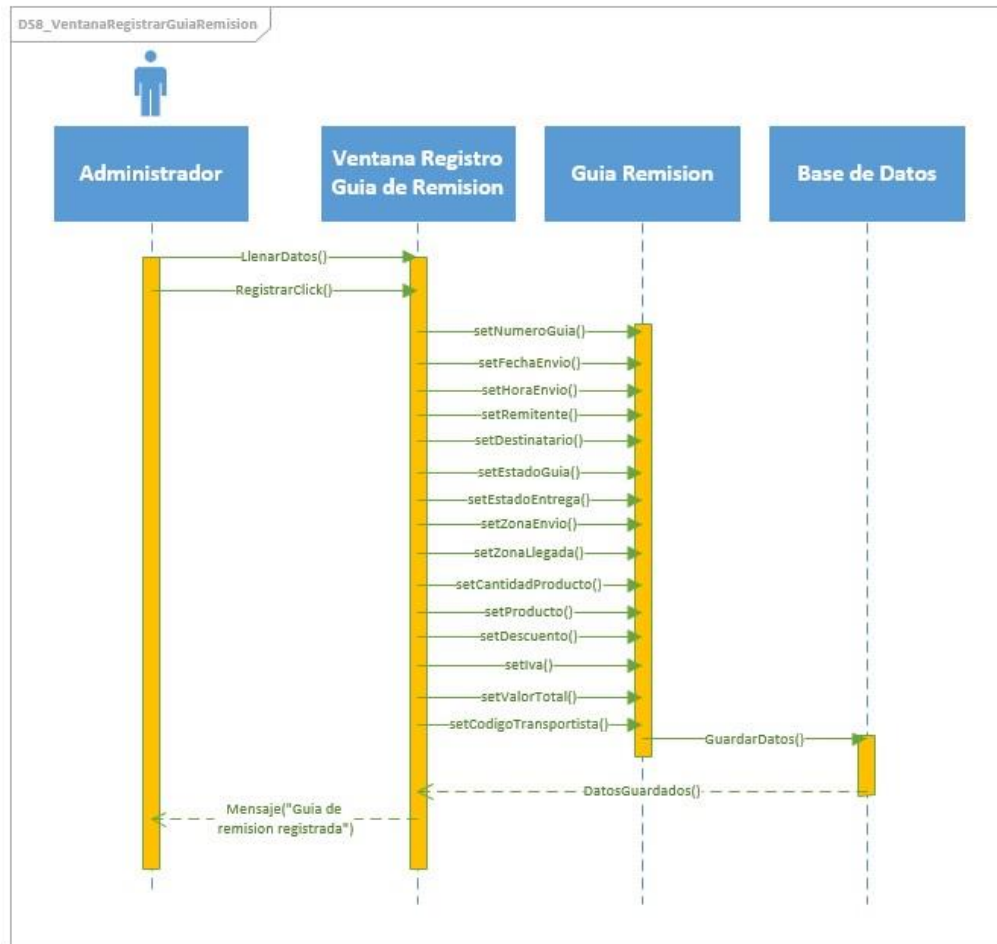 DS8_VentanaRegistrarGuiaRemision
Administrador
Ventana Registro
Guia de Remision
Guia Remision
Base de Datos
LlenarDatos()
RegistrarClick()
setNumeroGuia()
setFechaEnvio()
setHoraEnvio()
setRemitente()
setDestinatario()
setEstadoGuia()
setEstadoEntrega()
setZonaEnvio()
setZonaLlegada()
setCantidadProducto()
setProducto()
setDescuento()
setIva()
setValorTotal()
setCodigoTransportista()
GuardarDatos()
DatosGuardados()
Mensaje("Guia de
remision registrada")